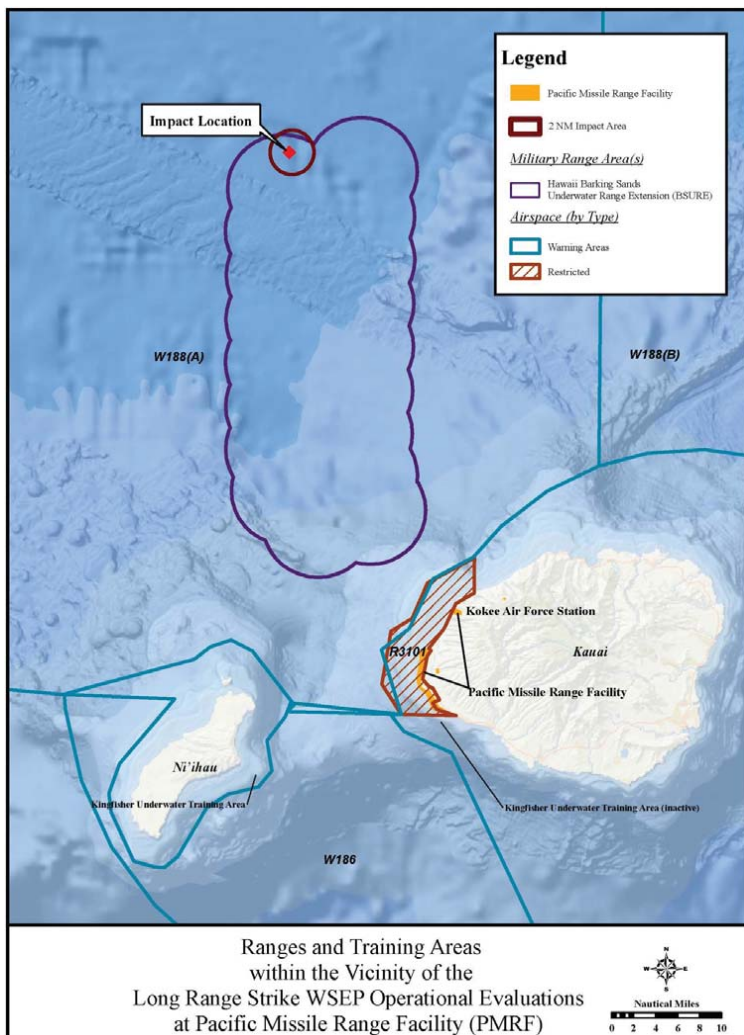 Legend
Pacific Missile Range Facility
2 NM Impact Area
Military Range Area(s)
Hawaii Barking Sands
Underwater Range Extension (BSURE)
Airspace (by Type)
Warning Areas
Restricted
Impact Location
W188(A)
W188(B)
Kokee Air Force Station
R3101
Kauai
Pacific Missile Range Facility
Ni'ihau
Kingfisher Underwater Training Area
Kingfisher Underwater Training Area (inactive)
W186
Ranges and Training Areas
within the Vicinity of the
Long Range Strike WSEP Operational Evaluations
at Pacific Missile Range Facility (PMRF)
N
W E
S
Nautical Miles
0 1 2 4 6 8 10